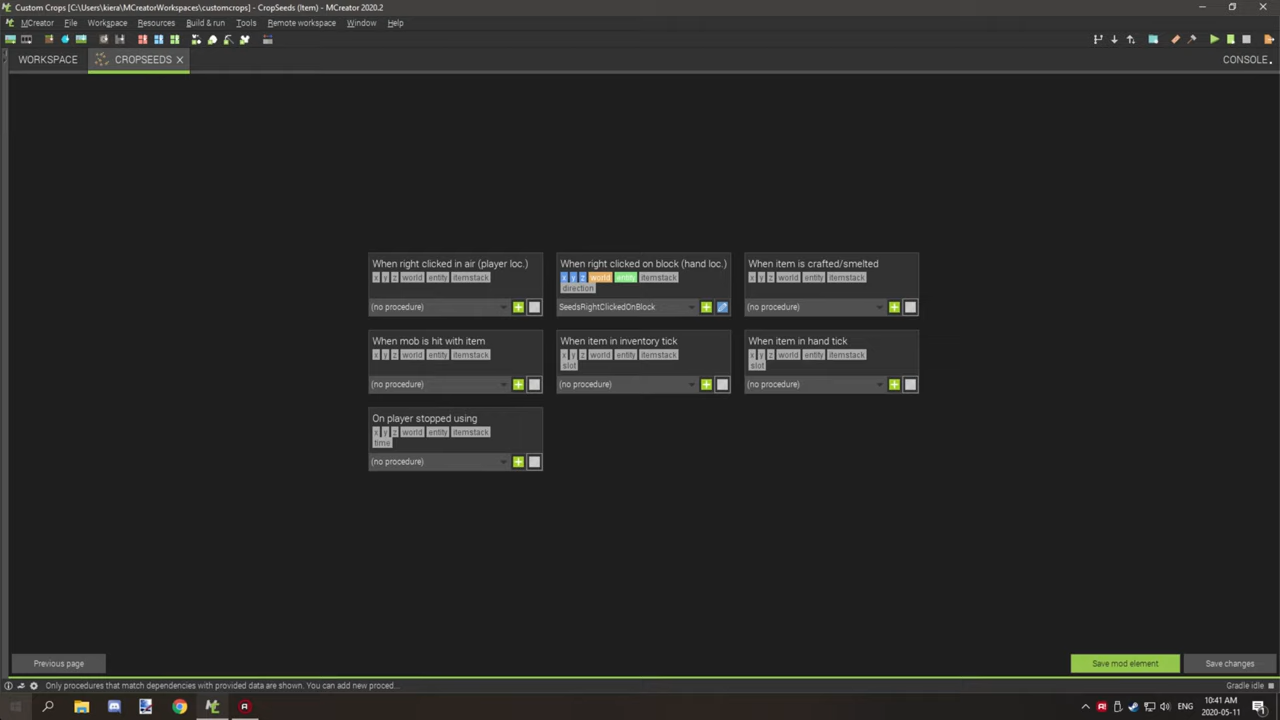 Custom Crops [C:\Users\kiera\MCreatorWorkspaces\customcrops] - CropSeeds (Item) - MCreator 2020.2
MCreator File Workspace Resources Build & run Tools Remote workspace Window Help
WORKSPACE CROPSEEDS CONSOLE
When right clicked in air (player loc.)
x y z world entity itemstack
(no procedure)
When right clicked on block (hand loc.)
x y z world entity itemstack
direction
SeedsRightClickedOnBlock
When item is crafted/smelted
x y z world entity itemstack
(no procedure)
When mob is hit with item
x y z world entity itemstack
(no procedure)
When item in inventory tick
x y z world entity itemstack
slot
(no procedure)
When item in hand tick
x y z world entity itemstack
slot
(no procedure)
On player stopped using
x y z world entity itemstack
time
(no procedure)
Previous page Save mod element Save changes
Only procedures that match dependencies with provided data are shown. You can add new proced... Gradle idle
ENG 10:41 AM
2020-05-11